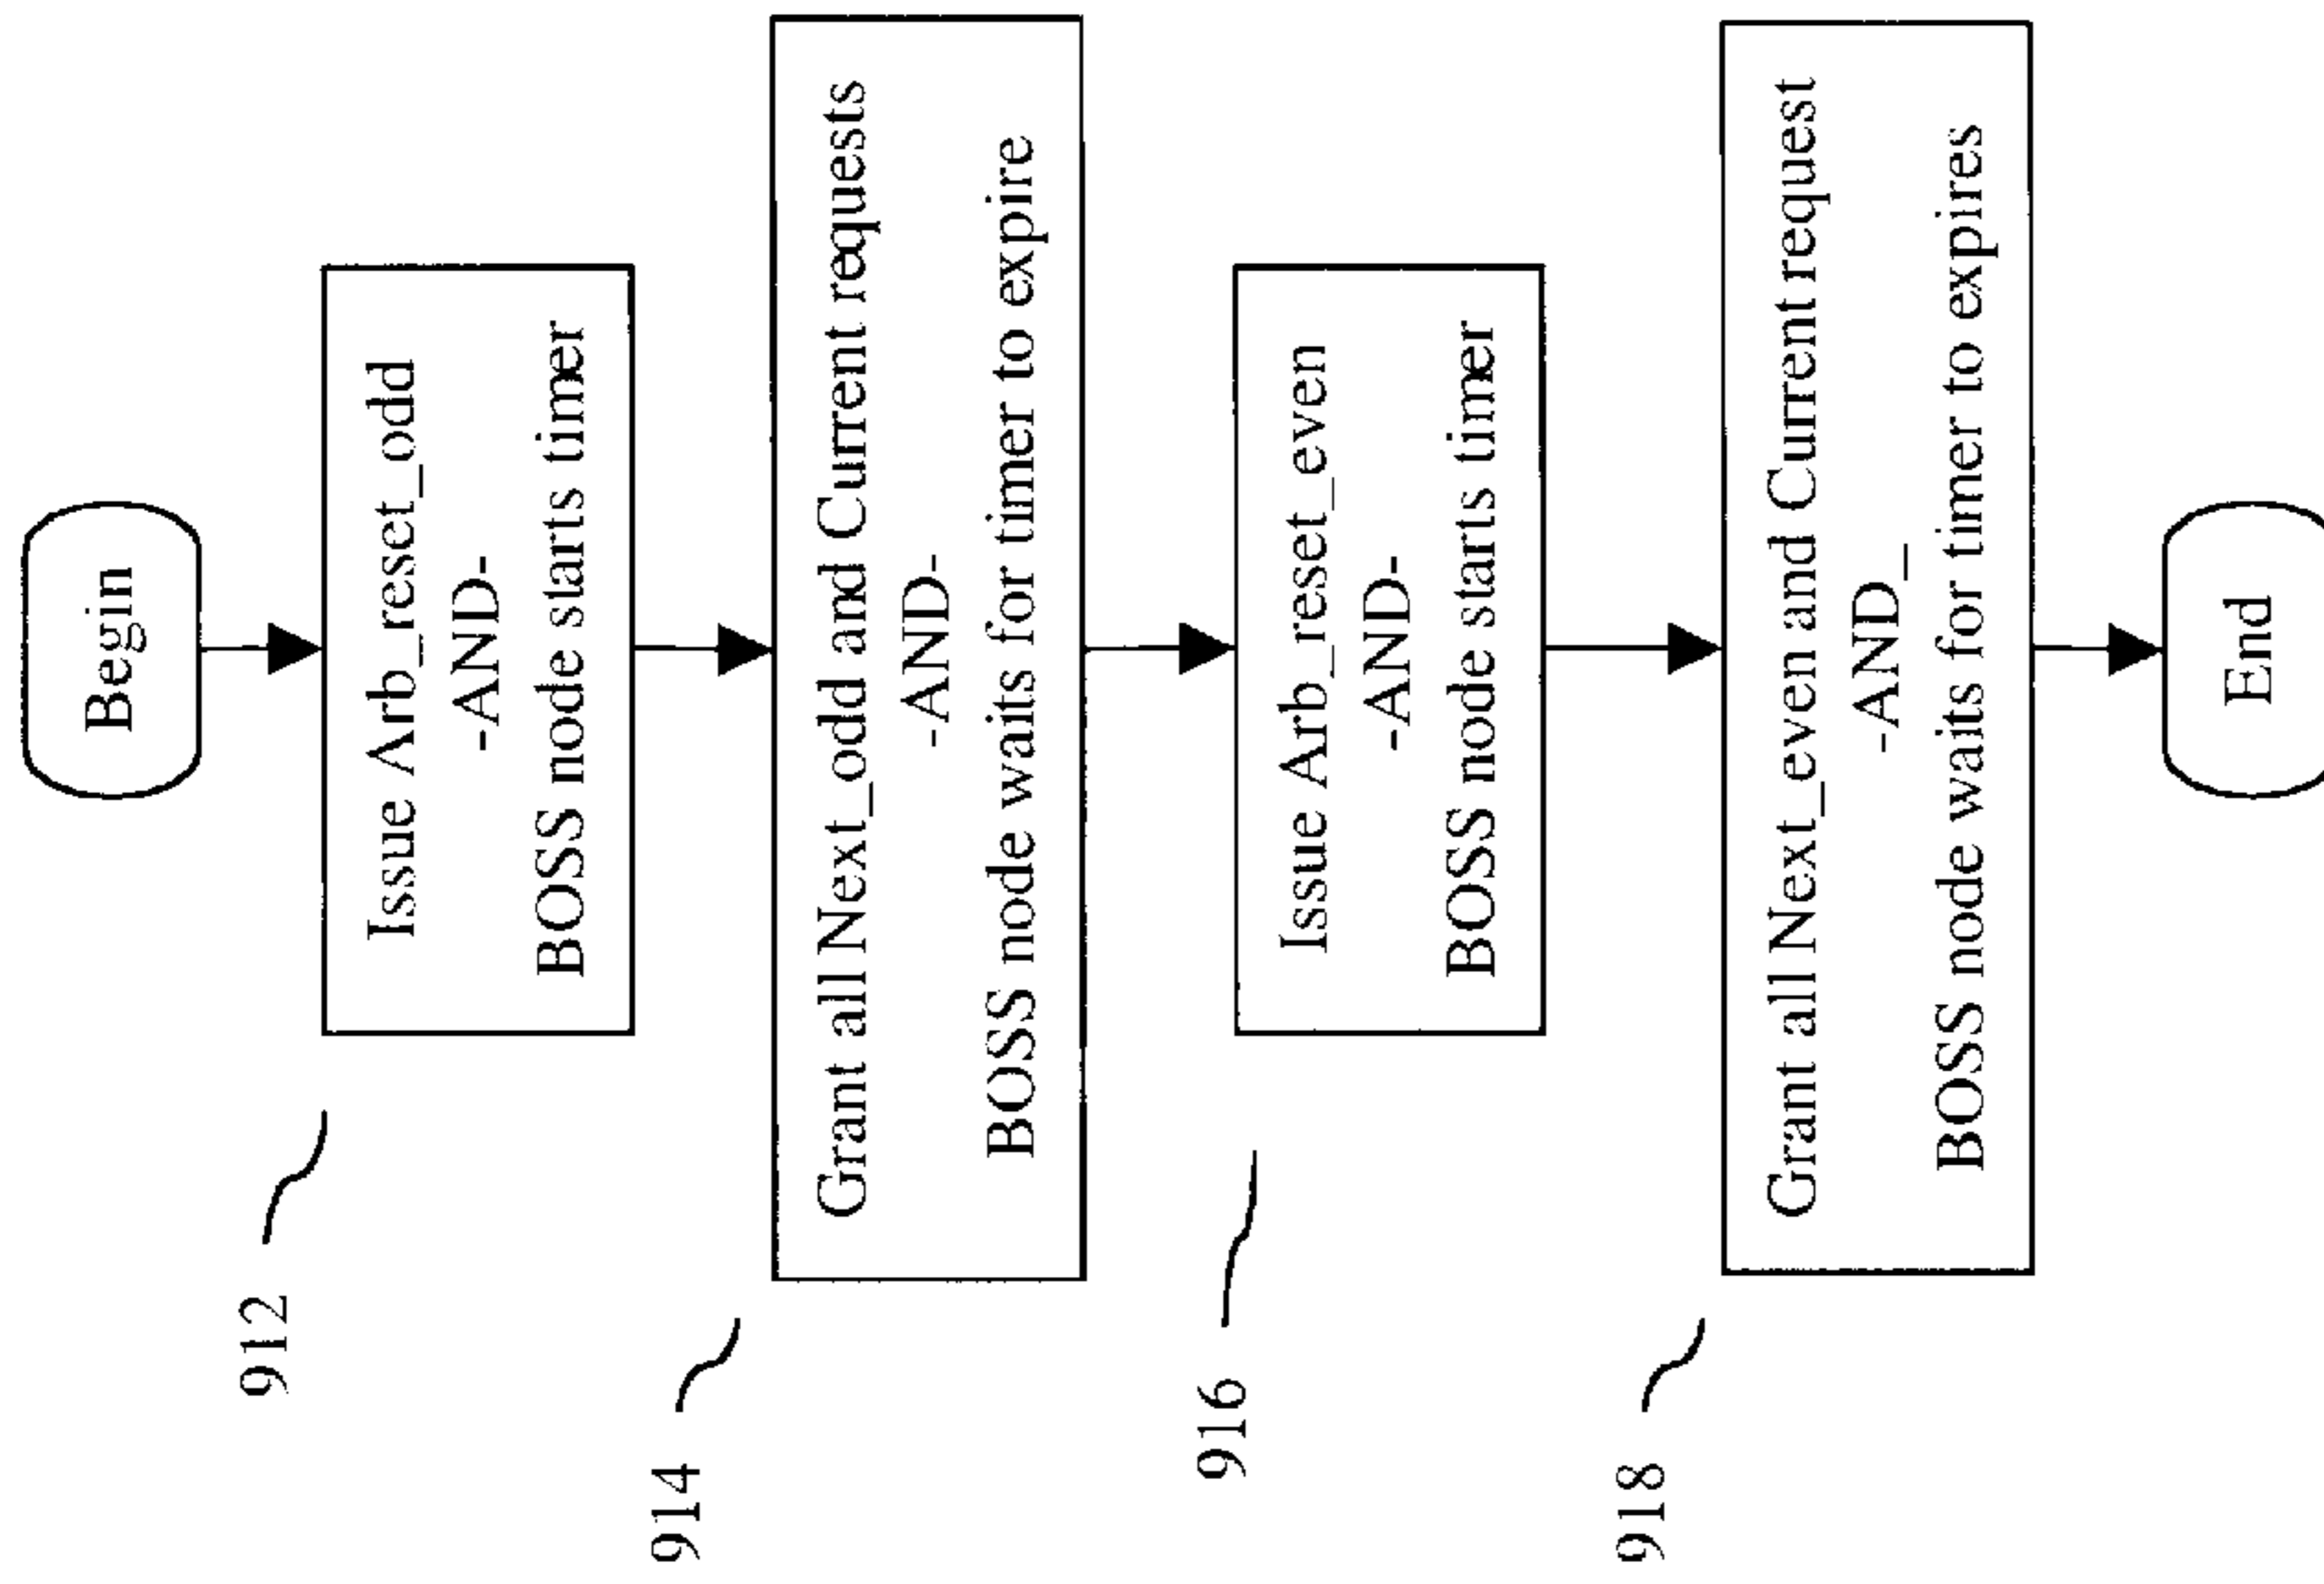 Begin
912
Issue Arb_reset_odd
-AND-
BOSS node starts timer
914
Grant all Next_odd and Current requests
-AND-
BOSS node waits for timer to expire
916
Issue Arb_reset_even
-AND-
BOSS node starts timer
918
Grant all Next_even and Current request
-AND_
BOSS node waits for timer to expires
End